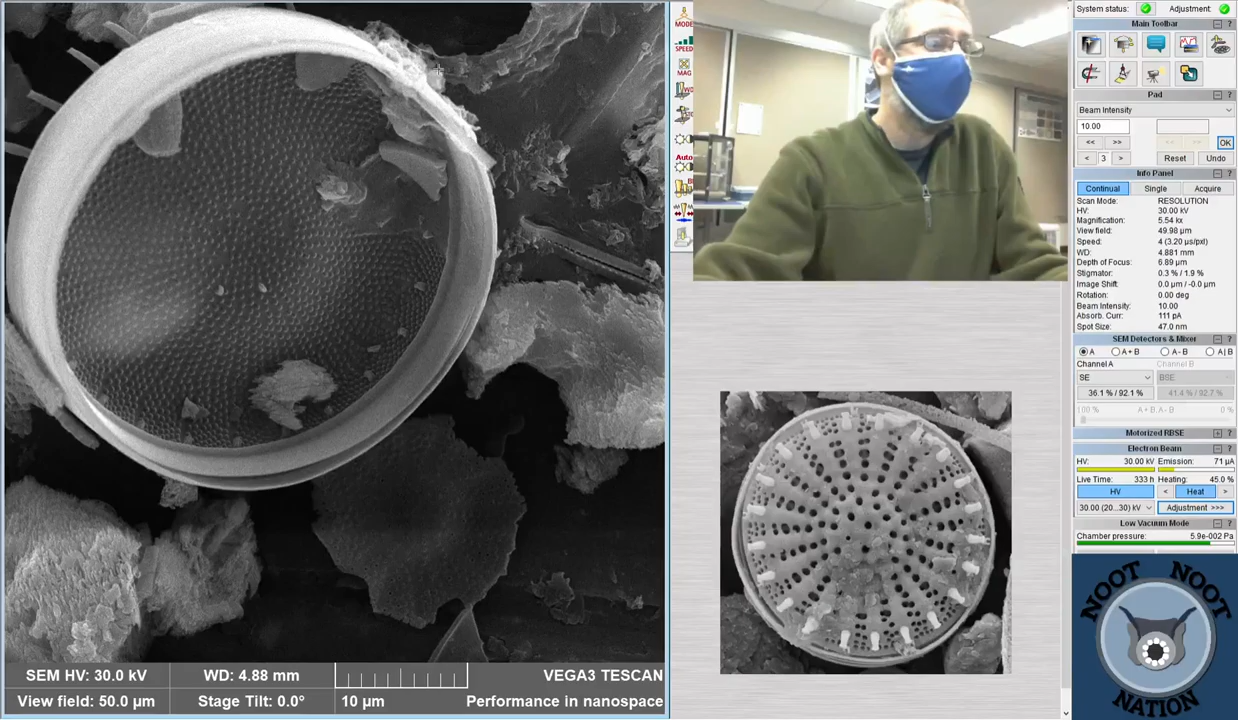 SEM HV: 30.0 kV
WD: 4.88 mm
VEGA3 TESCAN
View field: 50.0 µm
Stage Tilt: 0.0°
10 µm
Performance in nanospace
MODE
SPEED
MAG
WD
Auto
System status:
Adjustment:
Main Toolbar
Pad
Beam Intensity
10.00
<< >>
OK
< 3 >
Reset Undo
Info Panel
Continual Single Acquire
Scan Mode: RESOLUTION
HV: 30.00 kV
Magnification: 5.54 kx
View field: 49.98 µm
Speed: 4 (3.20 µs/pxl)
WD: 4.881 mm
Depth of Focus: 6.89 µm
Stigmator: 0.3 % / 1.9 %
Image Shift: 0.0 µm / -0.0 µm
Rotation: 0.00 deg
Beam Intensity: 10.00
Absorb. Curr: 111 pA
Spot Size: 47.0 nm
SEM Detectors & Mixer
A A + B A - B A | B
Channel A Channel B
SE BSE
36.1 % / 92.1 % 41.4 % / 92.7 %
100 % A + B, A - B 0 %
Motorized RBSE
Electron Beam
HV: 30.00 kV Emission: 71 µA
Live Time: 333 h Heating: 45.0 %
HV < Heat >
30.00 (20...30) kV Adjustment >>>
Low Vacuum Mode
Chamber pressure: 5.9e-002 Pa
NOOT NOOT
NATION